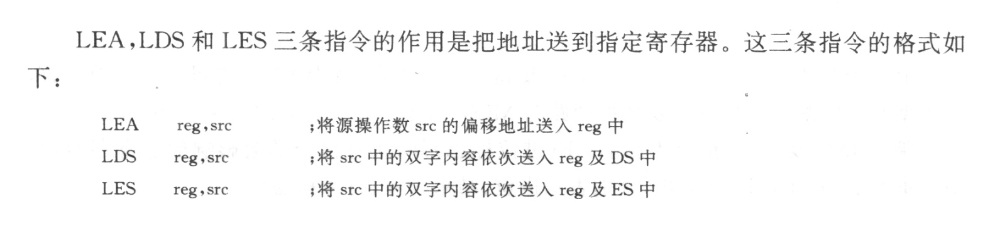 LEA,LDS 和 LES 三条指令的作用是把地址送到指定寄存器。这三条指令的格式如
下：
LEA reg,src ;将源操作数 src 的偏移地址送入 reg 中
LDS reg,src ;将 src 中的双字内容依次送入 reg 及 DS 中
LES reg,src ;将 src 中的双字内容依次送入 reg 及 ES 中